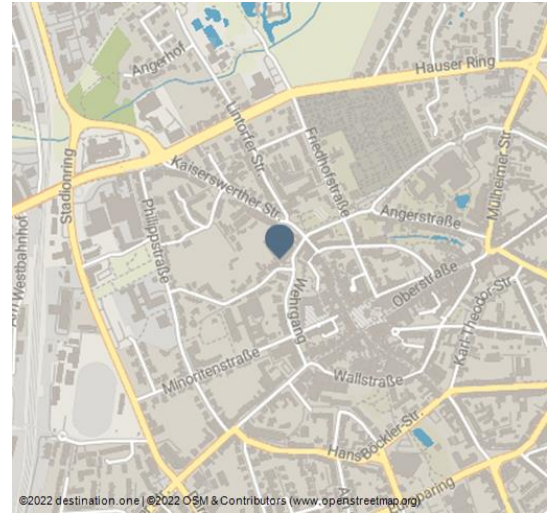 Angerhof
Hauser Ring
Lintorfer Str.
Friedhofstraße
Kaiserswerther Str.
Stadionring
Philippstraße
Mülheimer Str.
Angerstraße
Am Westbahnhof
Wehrgang
Oberstraße
Karl-Theodor-Str.
Minoritenstraße
Wallstraße
Hans-Böckler-Str.
©2022 destination.one | ©2022 OSM & Contributors (www.openstreetmap.org)